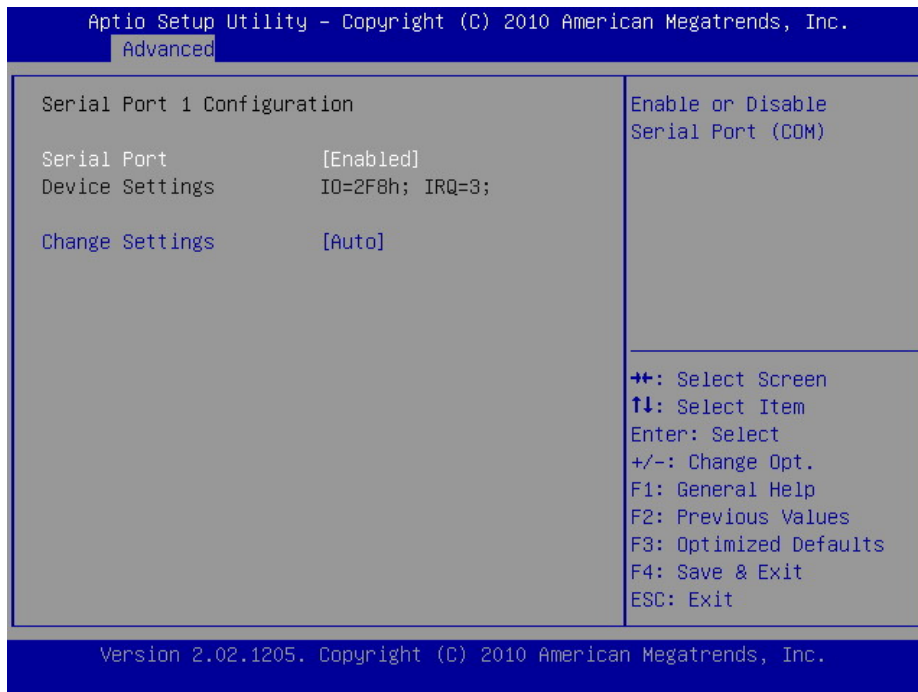 Aptio Setup Utility – Copyright (C) 2010 American Megatrends, Inc.
Advanced
Serial Port 1 Configuration
Serial Port [Enabled]
Device Settings IO=2F8h; IRQ=3;
Change Settings [Auto]
Enable or Disable
Serial Port (COM)
→←: Select Screen
↑↓: Select Item
Enter: Select
+/-: Change Opt.
F1: General Help
F2: Previous Values
F3: Optimized Defaults
F4: Save & Exit
ESC: Exit
Version 2.02.1205. Copyright (C) 2010 American Megatrends, Inc.